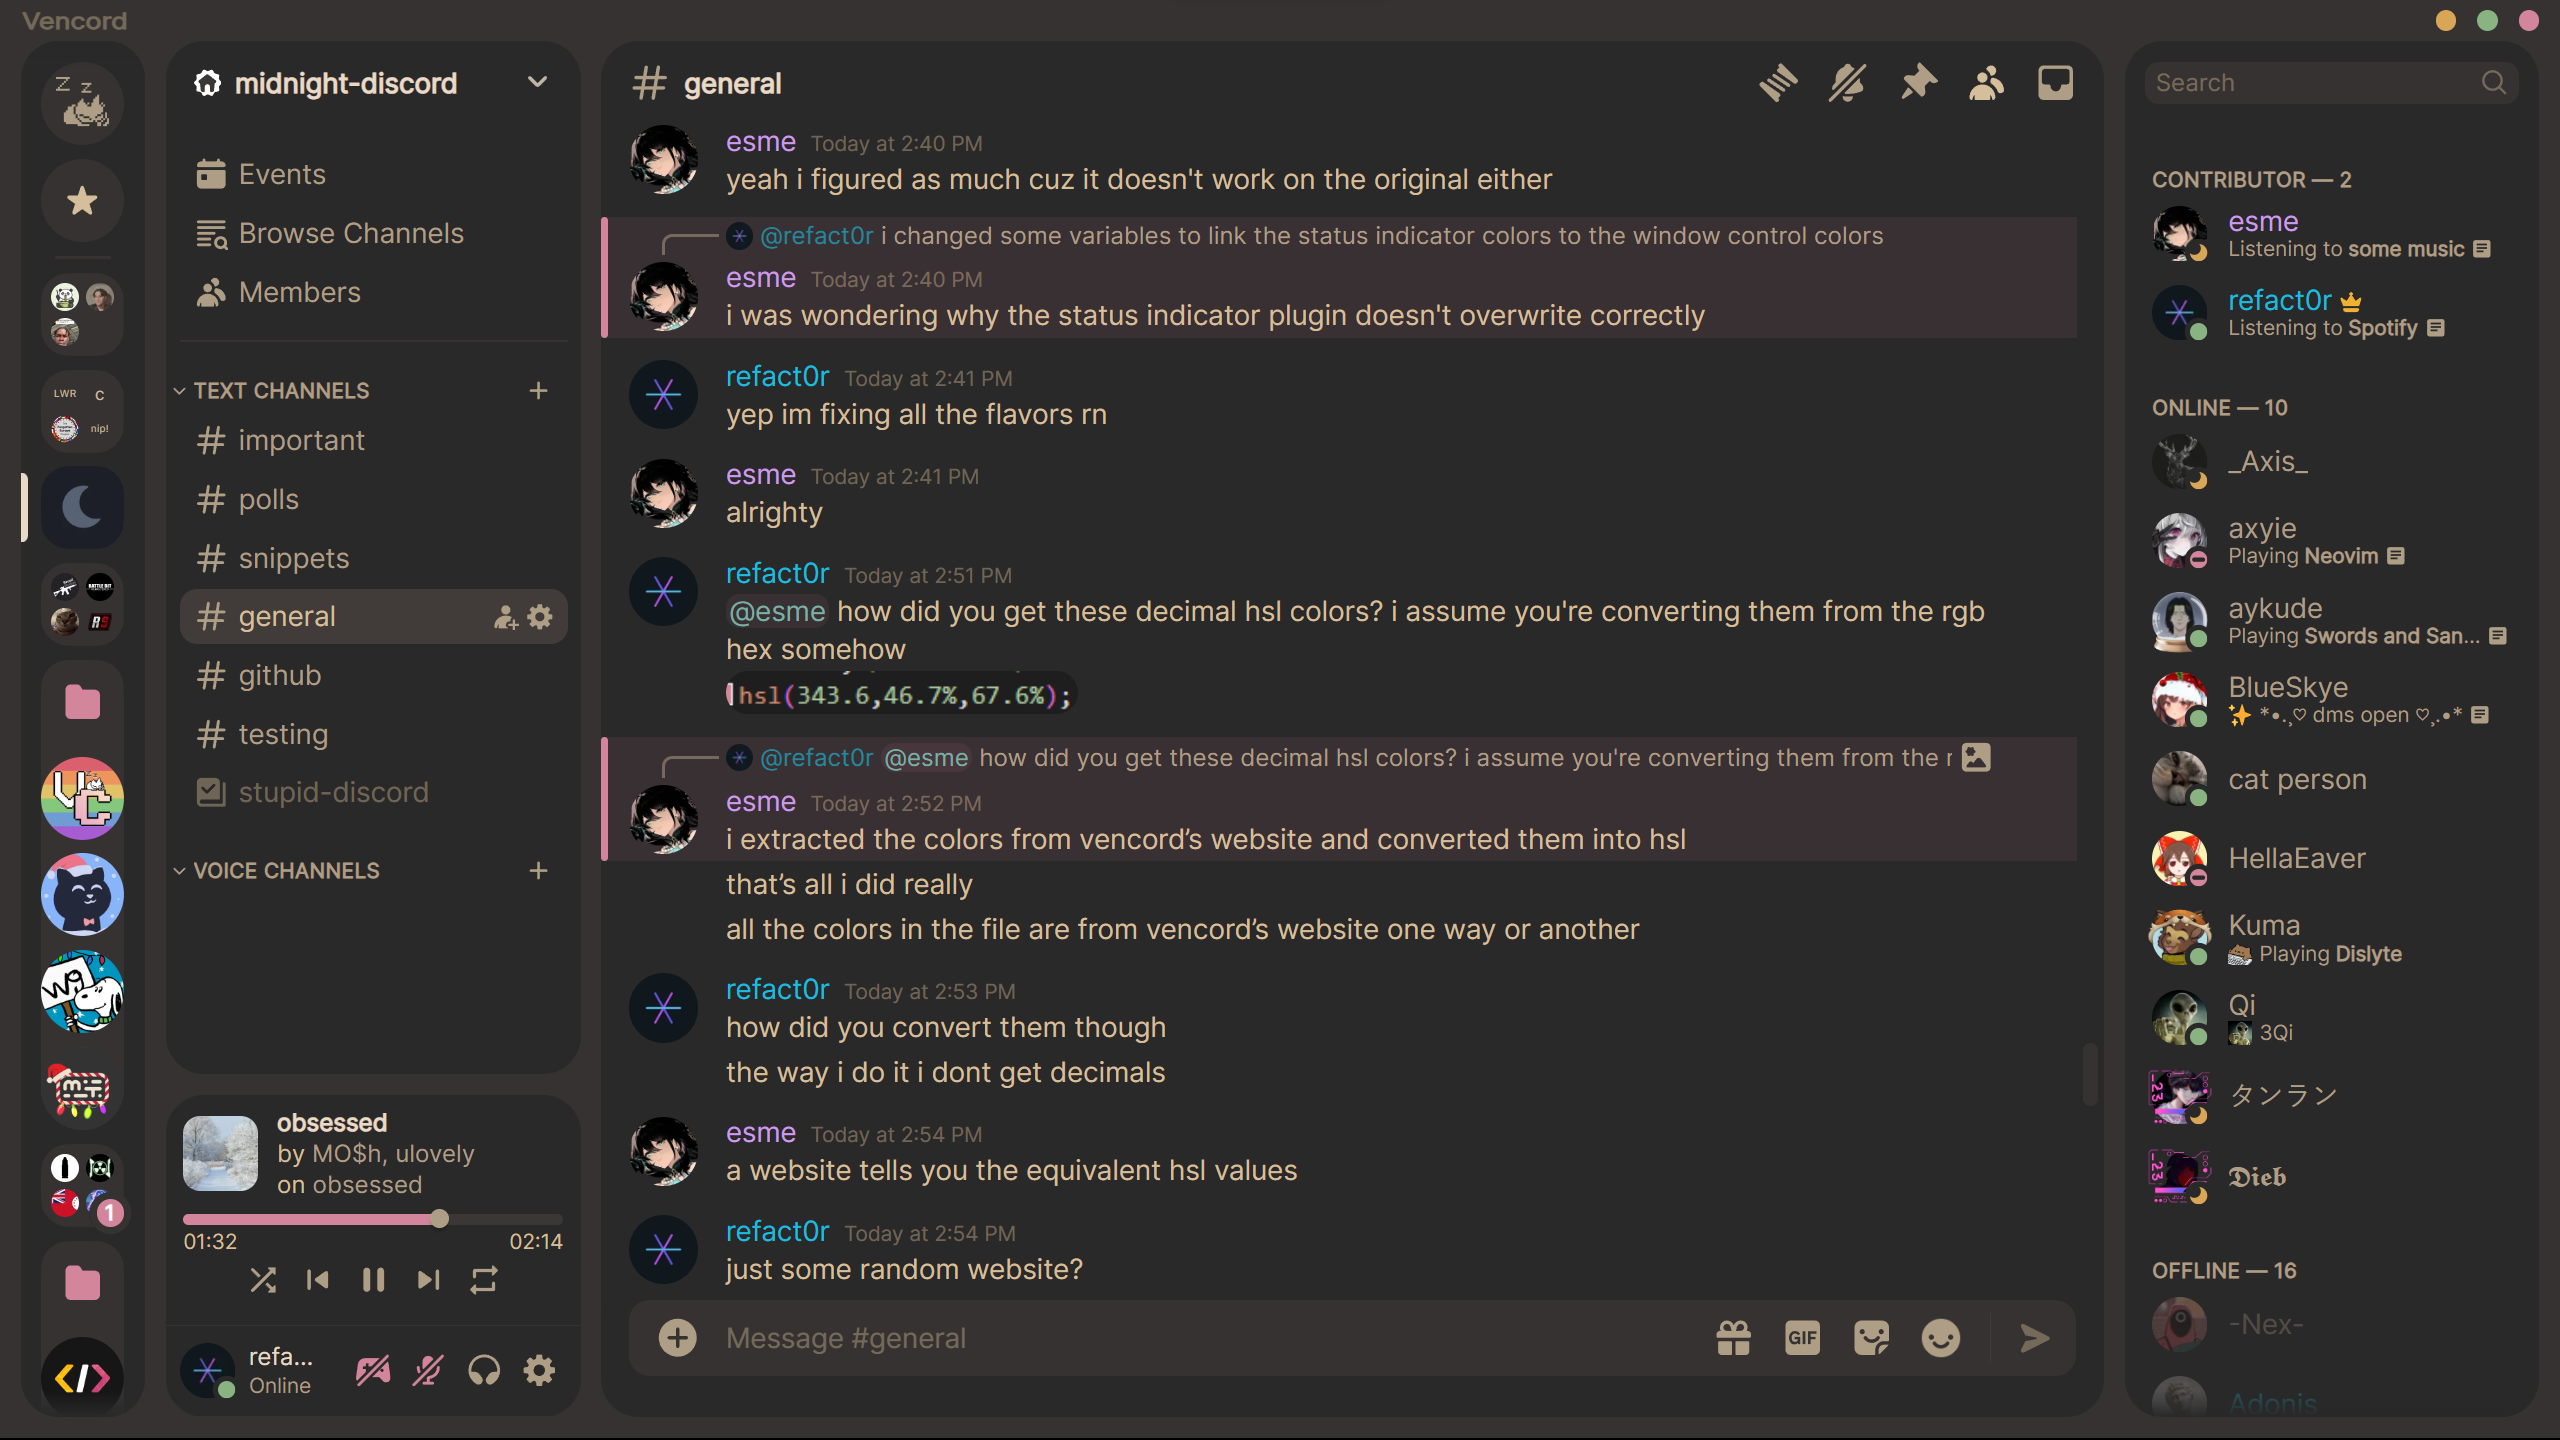 Vencord
Z z
LWR C
nip!
1
midnight-discord
Events
Browse Channels
Members
TEXT CHANNELS
important
polls
snippets
general
github
testing
stupid-discord
VOICE CHANNELS
obsessed
by MO$h, ulovely
on obsessed
01:32
02:14
refa...
Online
# general
esme Today at 2:40 PM
yeah i figured as much cuz it doesn't work on the original either
@refact0r i changed some variables to link the status indicator colors to the window control colors
esme Today at 2:40 PM
i was wondering why the status indicator plugin doesn't overwrite correctly
refact0r Today at 2:41 PM
yep im fixing all the flavors rn
esme Today at 2:41 PM
alrighty
refact0r Today at 2:51 PM
@esme how did you get these decimal hsl colors? i assume you're converting them from the rgb
hex somehow
hsl(343.6,46.7%,67.6%);
@refact0r @esme how did you get these decimal hsl colors? i assume you're converting them from the r
esme Today at 2:52 PM
i extracted the colors from vencord’s website and converted them into hsl
that’s all i did really
all the colors in the file are from vencord’s website one way or another
refact0r Today at 2:53 PM
how did you convert them though
the way i do it i dont get decimals
esme Today at 2:54 PM
a website tells you the equivalent hsl values
refact0r Today at 2:54 PM
just some random website?
Message #general
GIF
Search
CONTRIBUTOR — 2
esme
Listening to some music
refact0r
Listening to Spotify
ONLINE — 10
_Axis_
axyie
Playing Neovim
aykude
Playing Swords and San...
BlueSkye
✨ *•.¸♡ dms open ♡¸.•*
cat person
HellaEaver
Kuma
Playing Dislyte
Qi
3Qi
タンラン
𝕯𝖎𝖊𝖇
OFFLINE — 16
-Nex-
Adonis